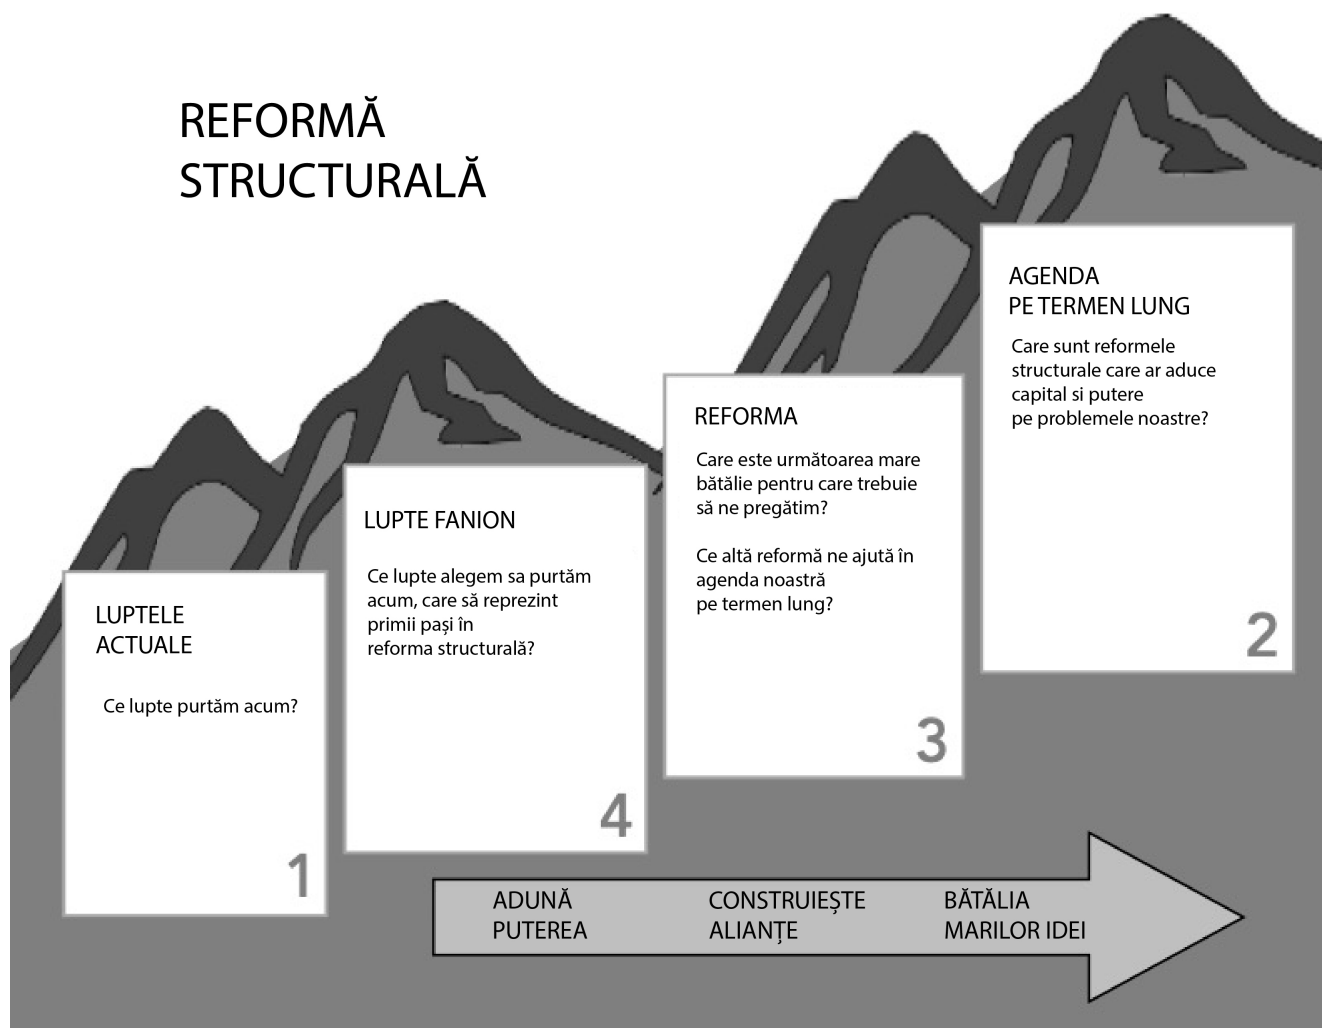 REFORMĂ
STRUCTURALĂ
LUPTELE
ACTUALE
Ce lupte purtăm acum?
1
LUPTE FANION
Ce lupte alegem sa purtăm
acum, care să reprezint
primii pași în
reforma structurală?
4
REFORMA
Care este următoarea mare
bătălie pentru care trebuie
să ne pregătim?
Ce altă reformă ne ajută în
agenda noastră
pe termen lung?
3
AGENDA
PE TERMEN LUNG
Care sunt reformele
structurale care ar aduce
capital si putere
pe problemele noastre?
2
ADUNĂ
PUTEREA
CONSTRUIEȘTE
ALIANȚE
BĂTĂLIA
MARILOR IDEI